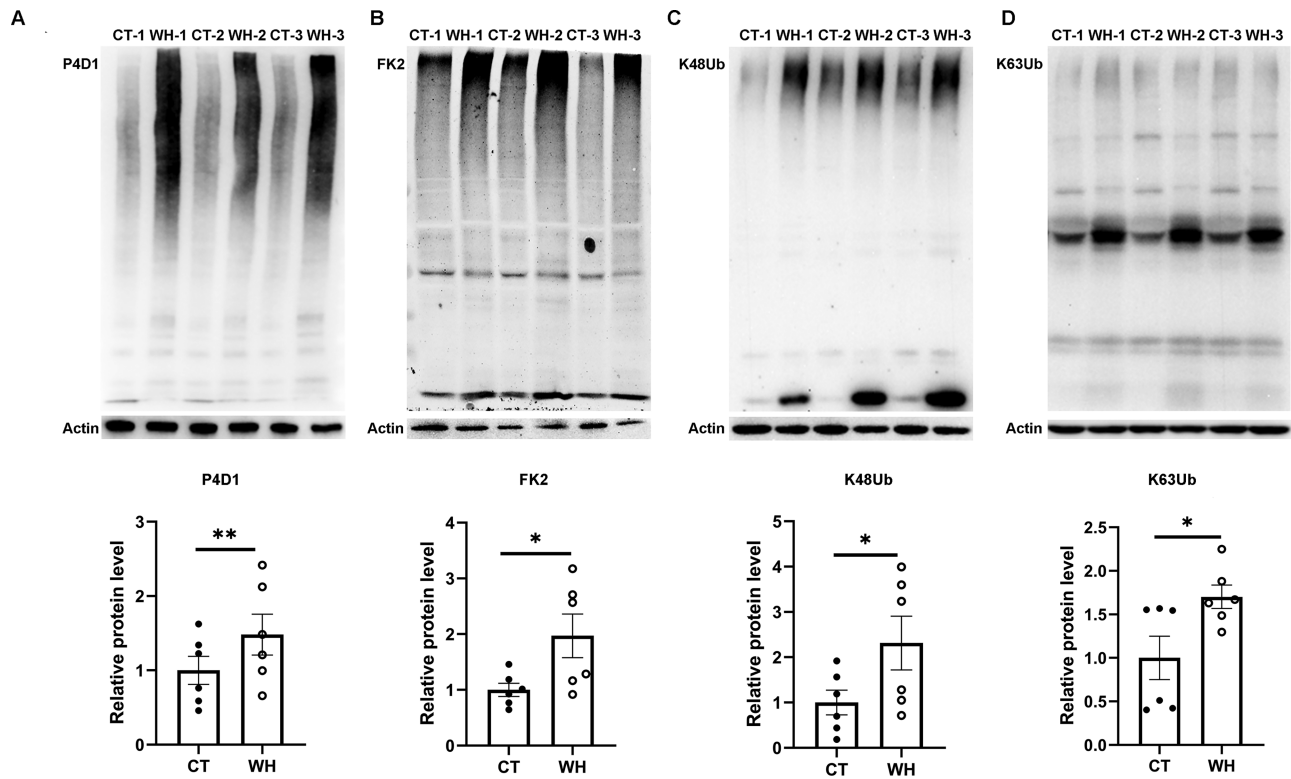 A B C D
CT-1 WH-1 CT-2 WH-2 CT-3 WH-3
P4D1
Actin
CT-1 WH-1 CT-2 WH-2 CT-3 WH-3
FK2
Actin
CT-1 WH-1 CT-2 WH-2 CT-3 WH-3
K48Ub
Actin
CT-1 WH-1 CT-2 WH-2 CT-3 WH-3
K63Ub
Actin
P4D1
Relative protein level
3
2
1
0
**
CT WH
FK2
Relative protein level
4
3
2
1
0
*
CT WH
K48Ub
Relative protein level
5
4
3
2
1
0
*
CT WH
K63Ub
Relative protein level
2.5
2.0
1.5
1.0
0.5
0.0
*
CT WH